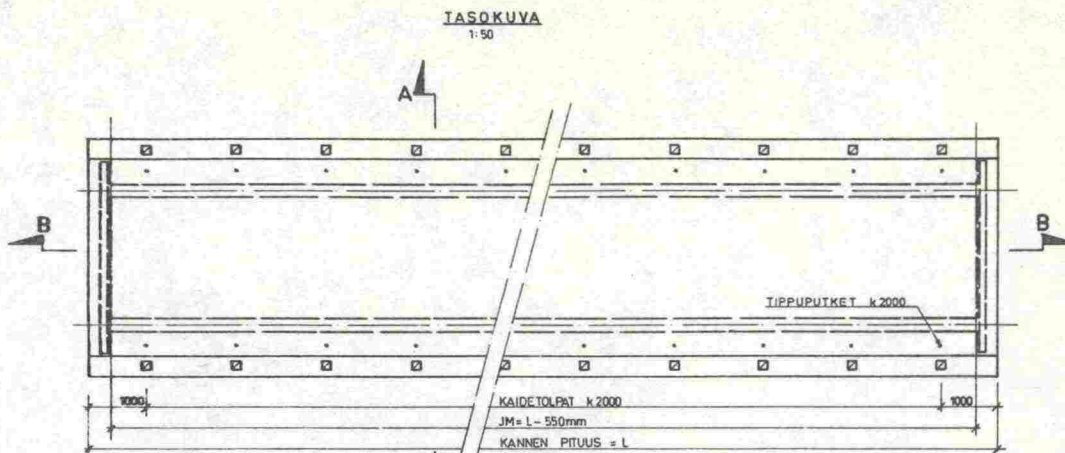 TASOKUVA
1:50
A
B
B
TIPPUPUTKET k 2000
1000
KAIDETOLPAT k 2000
1000
JM = L - 550mm
KANNEN PITUUS = L